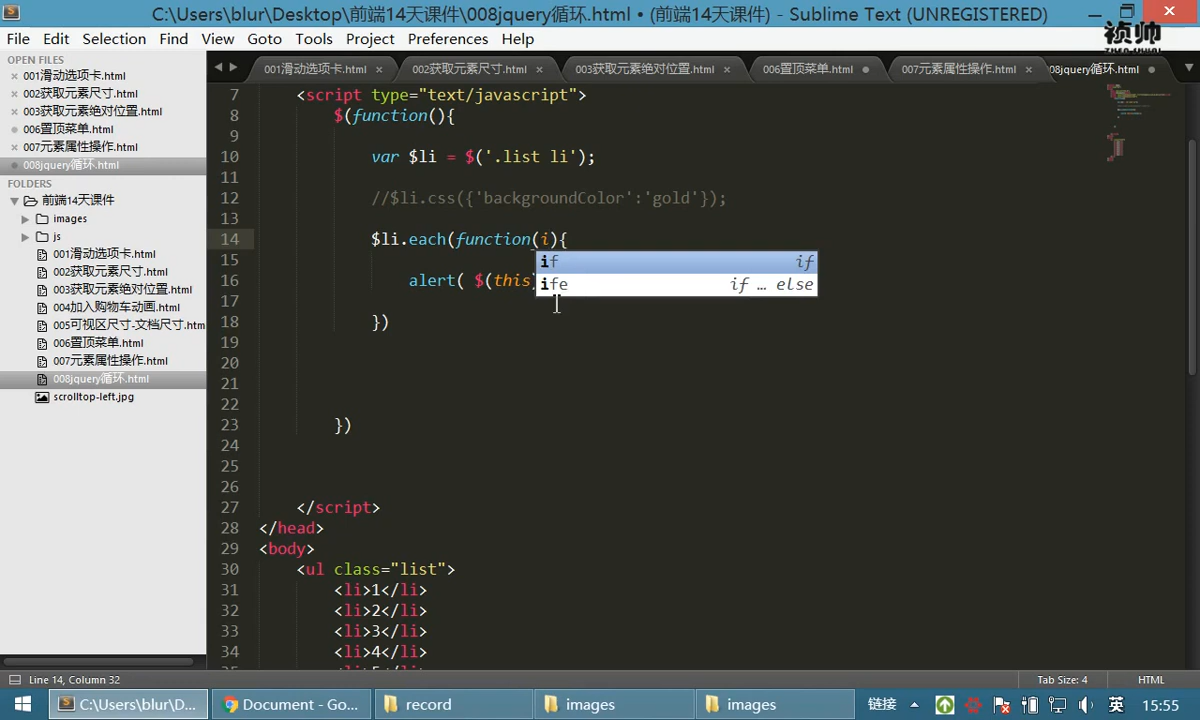 C:\Users\blur\Desktop\前端14天课件\008jquery循环.html • (前端14天课件) - Sublime Text (UNREGISTERED)
祯帅
File Edit Selection Find View Goto Tools Project Preferences Help
OPEN FILES
001滑动选项卡.html
002获取元素尺寸.html
003获取元素绝对位置.html
006置顶菜单.html
007元素属性操作.html
008jquery循环.html
FOLDERS
前端14天课件
images
js
001滑动选项卡.html
002获取元素尺寸.html
003获取元素绝对位置.html
004加入购物车动画.html
005可视区尺寸-文档尺寸.htm
006置顶菜单.html
007元素属性操作.html
008jquery循环.html
scrolltop-left.jpg
001滑动选项卡.html 002获取元素尺寸.html 003获取元素绝对位置.html 006置顶菜单.html 007元素属性操作.html 08jquery循环.html
7 <script type="text/javascript">
8 $(function(){
9
10 var $li = $('.list li');
11
12 //$li.css({'backgroundColor':'gold'});
13
14 $li.each(function(i){
15
16 alert( $(this)
17
18 })
19
20
21
22
23 })
24
25
26
27 </script>
28 </head>
29 <body>
30 <ul class="list">
31 <li>1</li>
32 <li>2</li>
33 <li>3</li>
34 <li>4</li>
if if
ife if … else
Line 14, Column 32 Tab Size: 4 HTML
C:\Users\blur\D... Document - Go... record images images 链接 英 15:55